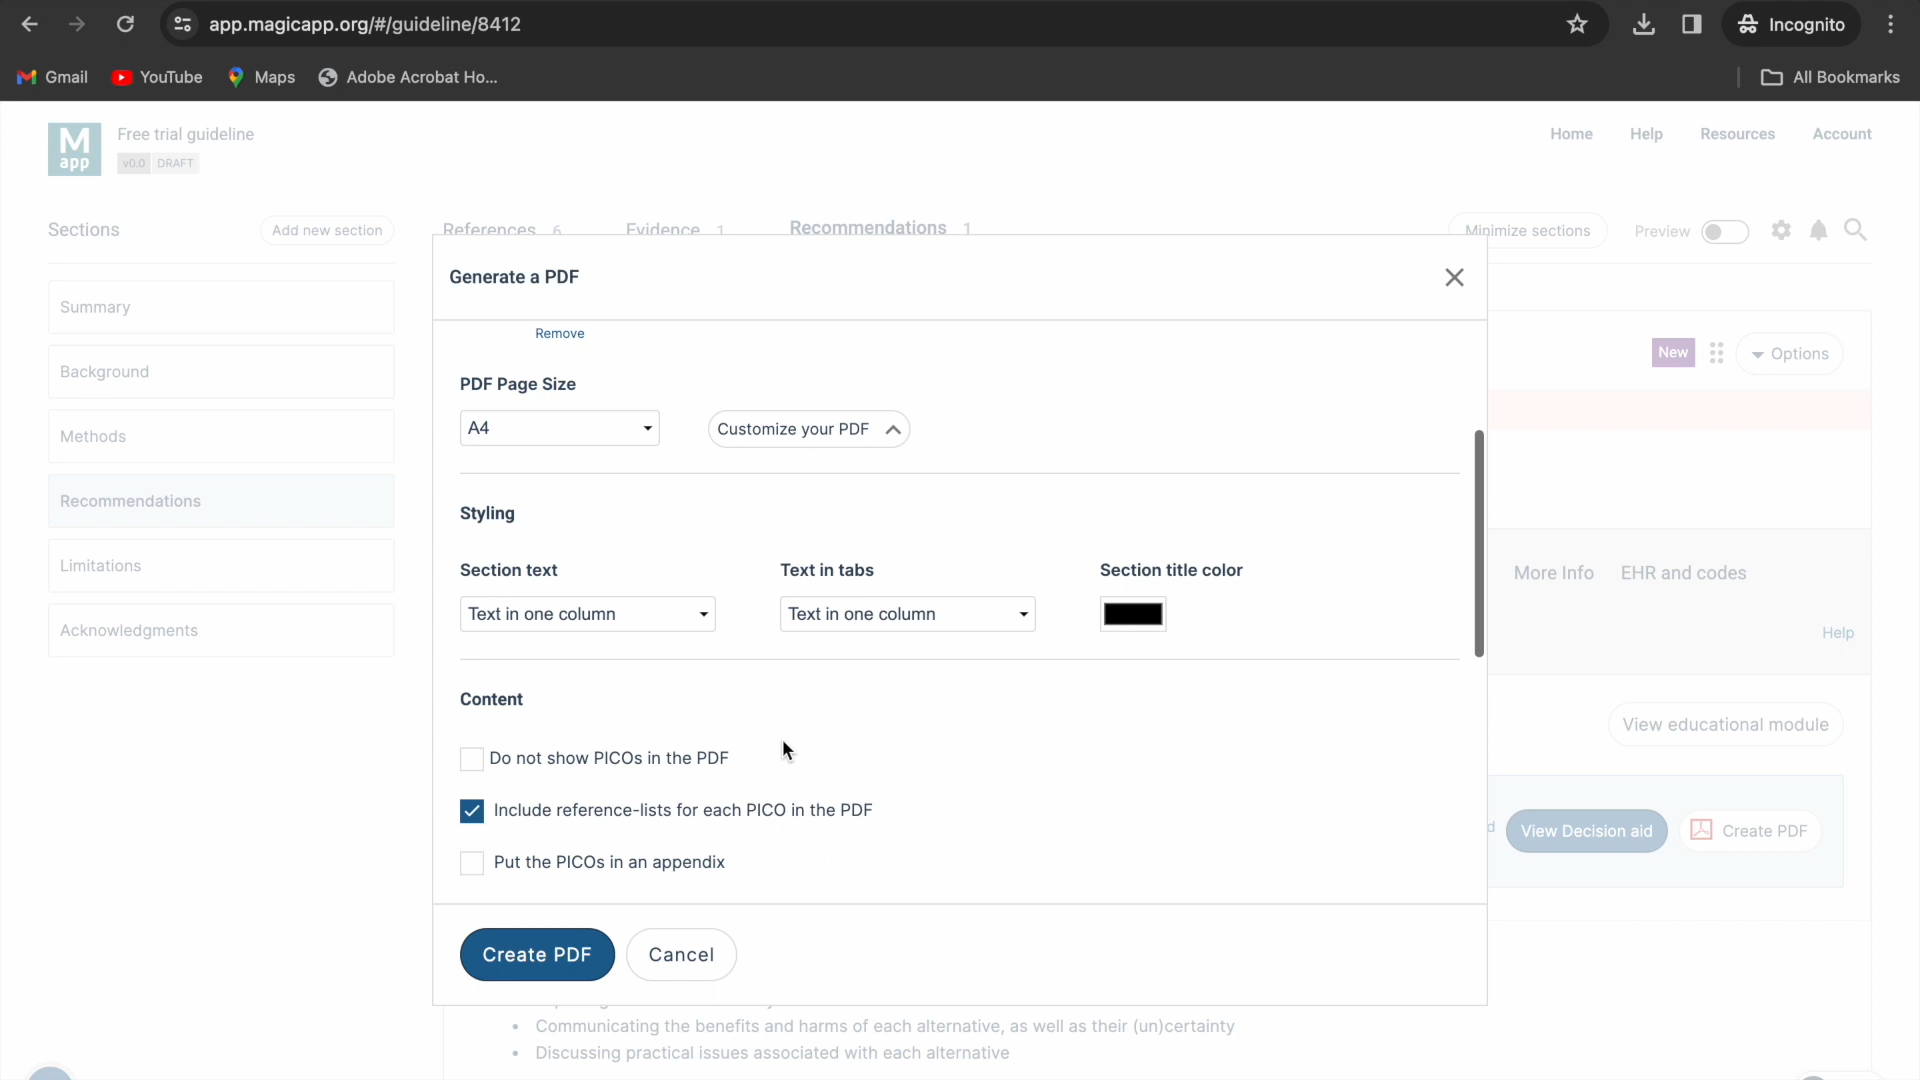 app.magicapp.org/#/guideline/8412
Incognito
Gmail
YouTube
Maps
Adobe Acrobat Ho...
All Bookmarks
M
app
Free trial guideline
v0.0 DRAFT
Home
Help
Resources
Account
Sections
Add new section
References 6
Evidence 1
Recommendations 1
Minimize sections
Preview
Generate a PDF
Summary
Remove
New
Options
Background
PDF Page Size
A4
Customize your PDF
Methods
Recommendations
Styling
Limitations
Section text
Text in tabs
Section title color
More Info
EHR and codes
Text in one column
Text in one column
Acknowledgments
Help
Content
View educational module
Do not show PICOs in the PDF
Include reference-lists for each PICO in the PDF
View Decision aid
Create PDF
Put the PICOs in an appendix
Create PDF
Cancel
• Communicating the benefits and harms of each alternative, as well as their (un)certainty
• Discussing practical issues associated with each alternative